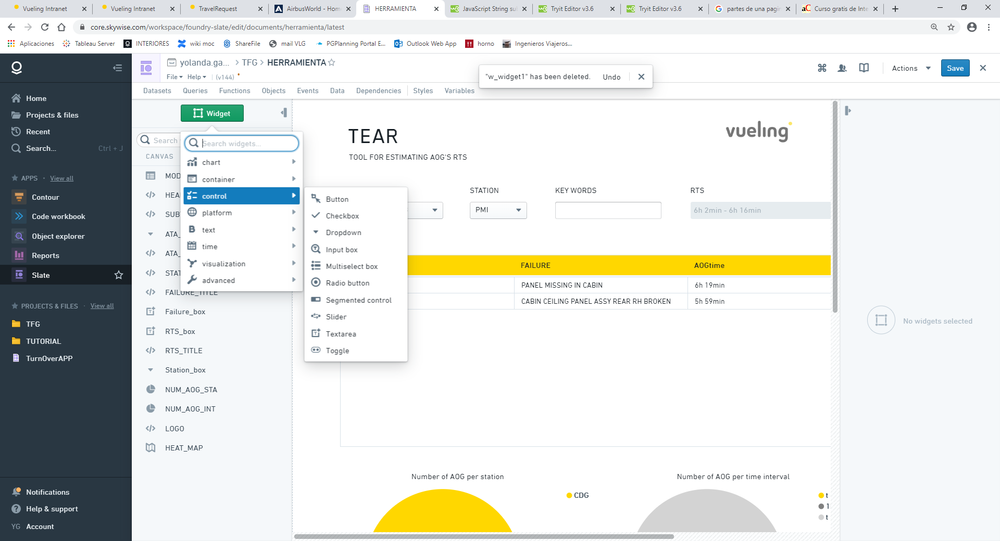 Vueling Intranet
Vueling Intranet
TravelRequest
AirbusWorld - Hom
HERRAMIENTA
JavaScript String su
Tryit Editor v3.6
Tryit Editor v3.6
partes de una pagin
Curso gratis de Inte
core.skywise.com/workspace/foundry-slate/edit/documents/herramienta/latest
Aplicaciones
Tableau Server
INTERIORES
wiki moc
ShareFile
mail VLG
PGPlanning Portal E...
Outlook Web App
horno
Ingenieros Viajeros...
yolanda.ga... > TFG > HERRAMIENTA
File Help (v144)
"w_widget1" has been deleted. Undo
Actions
Save
Datasets Queries Functions Objects Events Data Dependencies Styles Variables
Home
Projects & files
Recent
Search... Ctrl + J
APPS · View all
Contour
Code workbook
Object explorer
Reports
Slate
PROJECTS & FILES · View all
TFG
TUTORIAL
TurnOverAPP
Notifications
Help & support
YG Account
Widget
Search
CANVAS
MOD
HEA
SUB
ATA_
ATA_
STAT
FAILURE_TITLE
Failure_box
RTS_box
RTS_TITLE
Station_box
NUM_AOG_STA
NUM_AOG_INT
LOGO
HEAT_MAP
Search widgets...
chart
container
control
platform
text
time
visualization
advanced
Button
Checkbox
Dropdown
Input box
Multiselect box
Radio button
Segmented control
Slider
Textarea
Toggle
TEAR
TOOL FOR ESTIMATING AOG'S RTS
vueling
STATION KEY WORDS RTS
PMI 6h 2min - 6h 16min
FAILURE AOGtime
PANEL MISSING IN CABIN 6h 19min
CABIN CEILING PANEL ASSY REAR RH BROKEN 5h 59min
Number of AOG per station
CDG
Number of AOG per time interval
t
1
t
No widgets selected